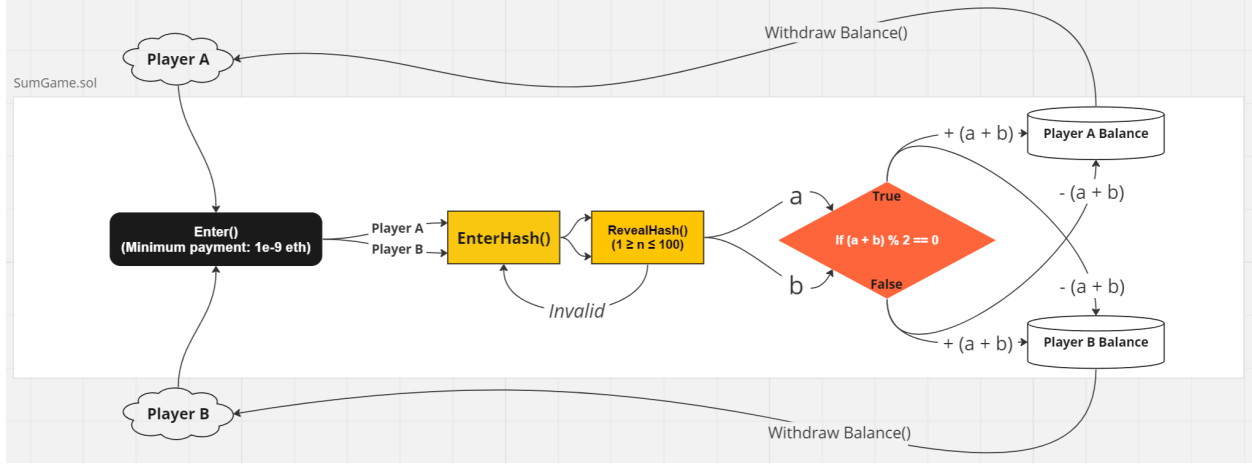 Withdraw Balance()
Player A
SumGame.sol
+ (a + b)
Player A Balance
- (a + b)
a
True
Enter()
(Minimum payment: 1e-9 eth)
Player A
Player B
EnterHash()
RevealHash()
(1 ≥ n ≤ 100)
If (a + b) % 2 == 0
b
False
Invalid
- (a + b)
+ (a + b)
Player B Balance
Player B
Withdraw Balance()